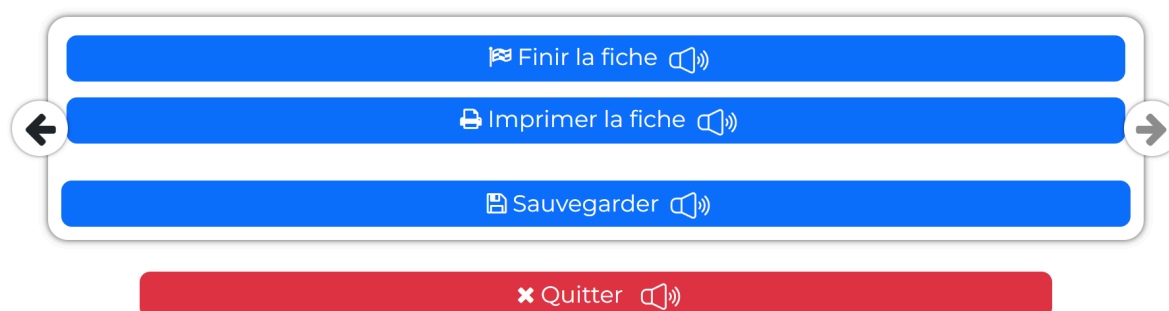 Finir la fiche
Imprimer la fiche
Sauvegarder
Quitter